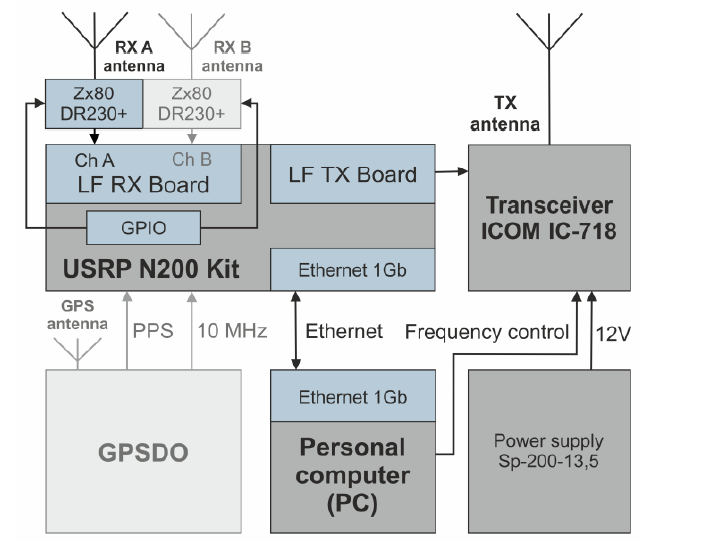 RX A
antenna
RX B
antenna
Zx80
DR230+
Zx80
DR230+
TX
antenna
Ch A
Ch B
LF RX Board
LF TX Board
GPIO
Transceiver
ICOM IC-718
USRP N200 Kit
Ethernet 1Gb
GPS
antenna
PPS
10 MHz
Ethernet
Frequency control
12V
Ethernet 1Gb
GPSDO
Personal
computer
(PC)
Power supply
Sp-200-13,5